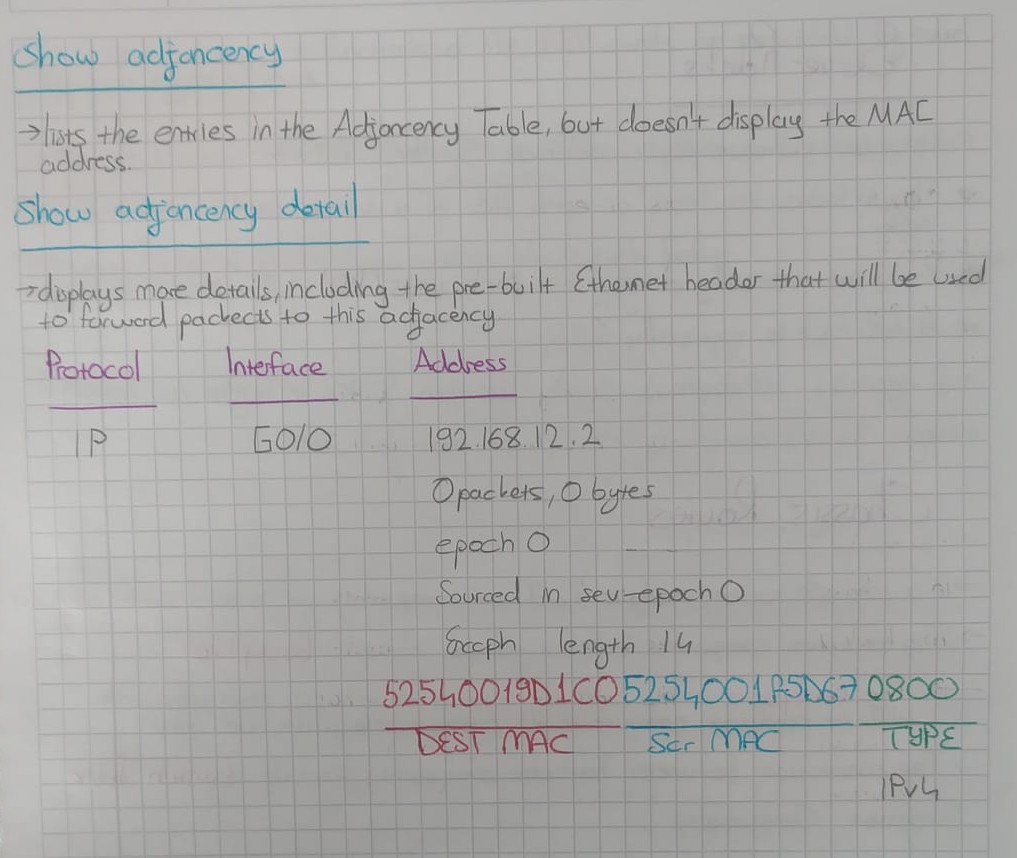 Show adjancency
→lists the entries in the Adjancency Table, but doesn't display the MAC
address.
Show adjancency detail
→displays more details, including the pre-built Ethernet header that will be used
to forward packects to this adjacency
Protocol Interface Address
IP G0/0 192.168.12.2
0 packets, 0 bytes
epoch 0
Sourced in sev-epoch 0
length 14
52540019D1C0 5254001A5D67 0800
DEST MAC Scr MAC TYPE
IPv4